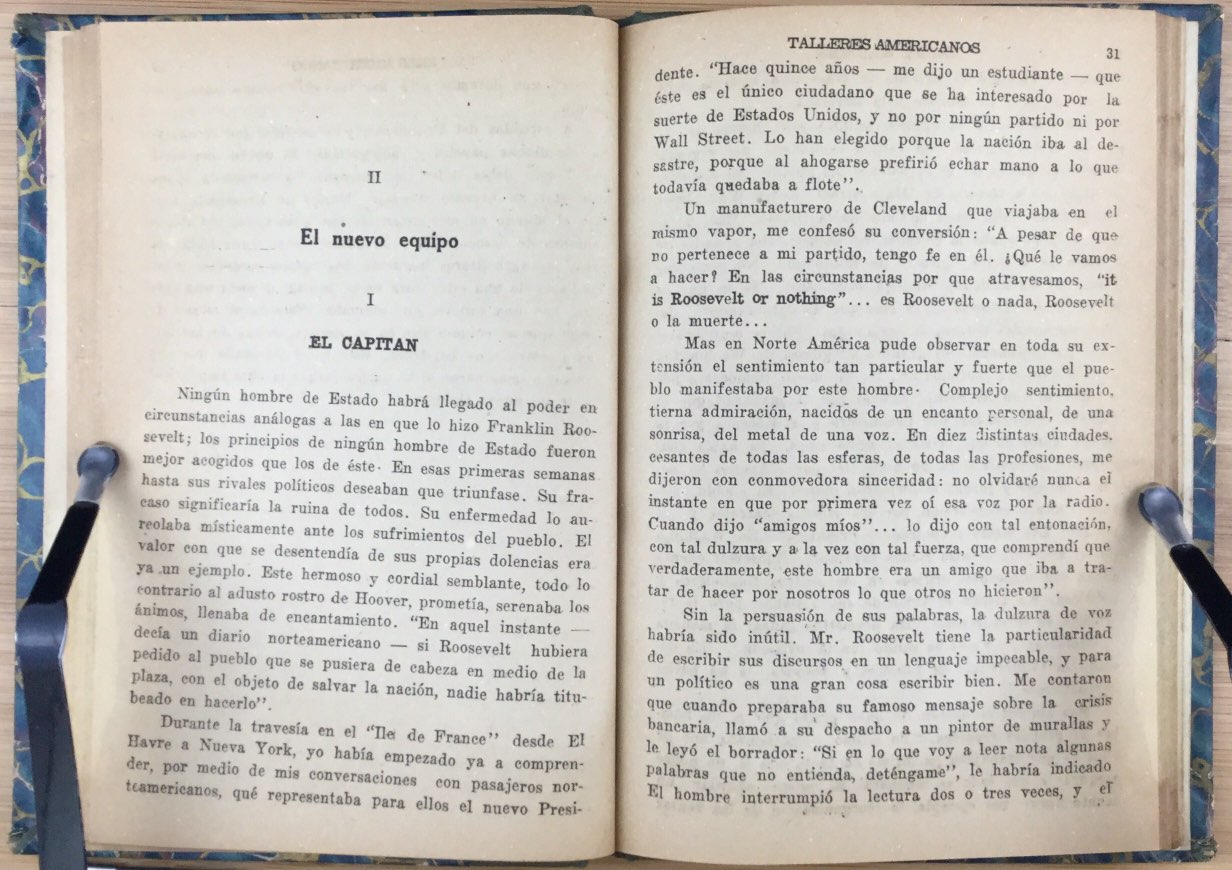 II
El nuevo equipo
I
EL CAPITAN
Ningún hombre de Estado habrá llegado al poder en
circunstancias análogas a las en que lo hizo Franklin Roo-
sevelt; los principios de ningún hombre de Estado fueron
mejor acogidos que los de éste· En esas primeras semanas
hasta sus rivales políticos deseaban que triunfase. Su fra-
caso significaría la ruina de todos. Su enfermedad lo au-
reolaba místicamente ante los sufrimientos del pueblo. El
valor con que se desentendía de sus propias dolencias era
ya un ejemplo. Este hermoso y cordial semblante, todo lo
contrario al adusto rostro de Hoover, prometía, serenaba los
ánimos, llenaba de encantamiento. "En aquel instante —
decía un diario norteamericano — si Roosevelt hubiera
pedido al pueblo que se pusiera de cabeza en medio de la
plaza, con el objeto de salvar la nación, nadie habría titu-
beado en hacerlo".
Durante la travesía en el "Ile de France" desde El
Havre a Nueva York, yo había empezado ya a compren-
der, por medio de mis conversaciones con pasajeros nor-
teamericanos, qué representaba para ellos el nuevo Presi-
TALLERES AMERICANOS
31
dente. "Hace quince años — me dijo un estudiante — que
éste es el único ciudadano que se ha interesado por la
suerte de Estados Unidos, y no por ningún partido ni por
Wall Street. Lo han elegido porque la nación iba al de-
sastre, porque al ahogarse prefirió echar mano a lo que
todavía quedaba a flote".
Un manufacturero de Cleveland que viajaba en el
mismo vapor, me confesó su conversión: "A pesar de que
no pertenece a mi partido, tengo fe en él. ¿Qué le vamos
a hacer? En las circunstancias por que atravesamos, "it
is Roosevelt or nothing"... es Roosevelt o nada, Roosevelt
o la muerte...
Mas en Norte América pude observar en toda su ex-
tensión el sentimiento tan particular y fuerte que el pue-
blo manifestaba por este hombre· Complejo sentimiento,
tierna admiración, nacidos de un encanto personal, de una
sonrisa, del metal de una voz. En diez distintas ciudades.
cesantes de todas las esferas, de todas las profesiones, me
dijeron con conmovedora sinceridad: no olvidaré nunca el
instante en que por primera vez oí esa voz por la radio.
Cuando dijo "amigos míos"... lo dijo con tal entonación,
con tal dulzura y a la vez con tal fuerza, que comprendí que
verdaderamente, este hombre era un amigo que iba a tra-
tar de hacer por nosotros lo que otros no hicieron".
Sin la persuasión de sus palabras, la dulzura de voz
habría sido inútil. Mr. Roosevelt tiene la particularidad
de escribir sus discursos en un lenguaje impecable, y para
un político es una gran cosa escribir bien. Me contaron
que cuando preparaba su famoso mensaje sobre la crisis
bancaria, llamó a su despacho a un pintor de murallas y
le leyó el borrador: "Si en lo que voy a leer nota algunas
palabras que no entienda, deténgame", le habría indicado
El hombre interrumpió la lectura dos o tres veces, y el